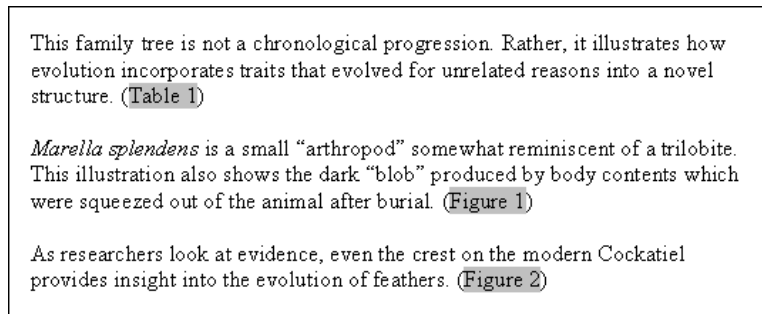 This family tree is not a chronological progression. Rather, it illustrates how
evolution incorporates traits that evolved for unrelated reasons into a novel
structure. (Table 1)
Marella splendens is a small “arthropod” somewhat reminiscent of a trilobite.
This illustration also shows the dark “blob” produced by body contents which
were squeezed out of the animal after burial. (Figure 1)
As researchers look at evidence, even the crest on the modern Cockatiel
provides insight into the evolution of feathers. (Figure 2)